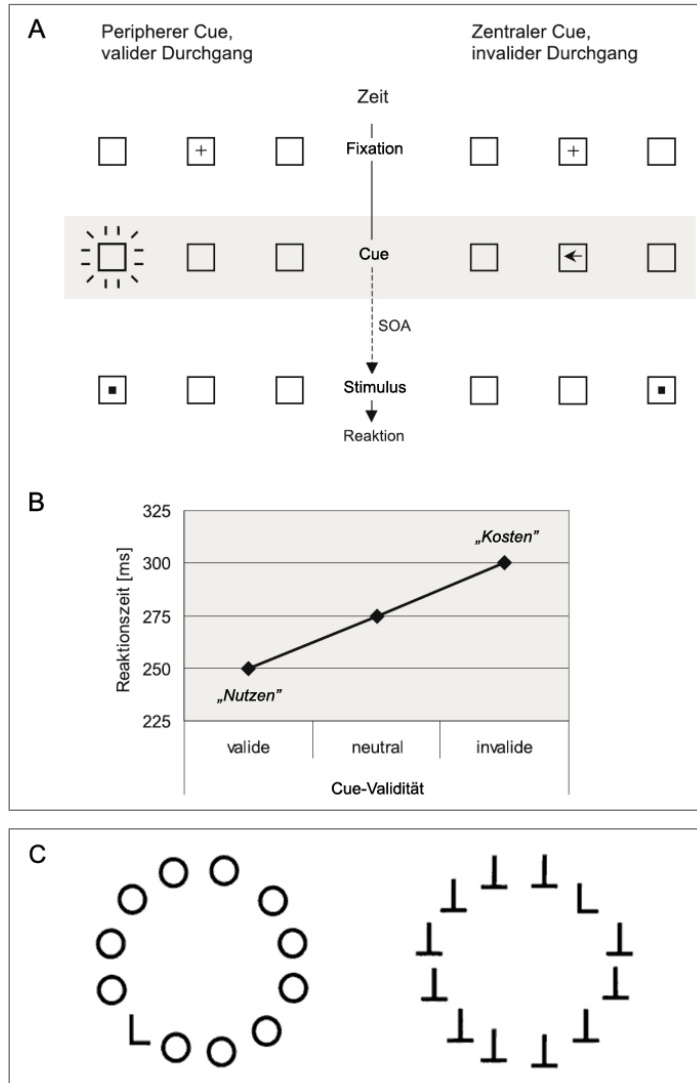 A
Peripherer Cue,
valider Durchgang
Zentraler Cue,
invalider Durchgang
Zeit
+
Fixation
+
Cue
SOA
Stimulus
Reaktion
B
Reaktionszeit [ms]
325
300
275
250
225
„Kosten”
„Nutzen”
valide neutral invalide
Cue-Validität
C
L
L